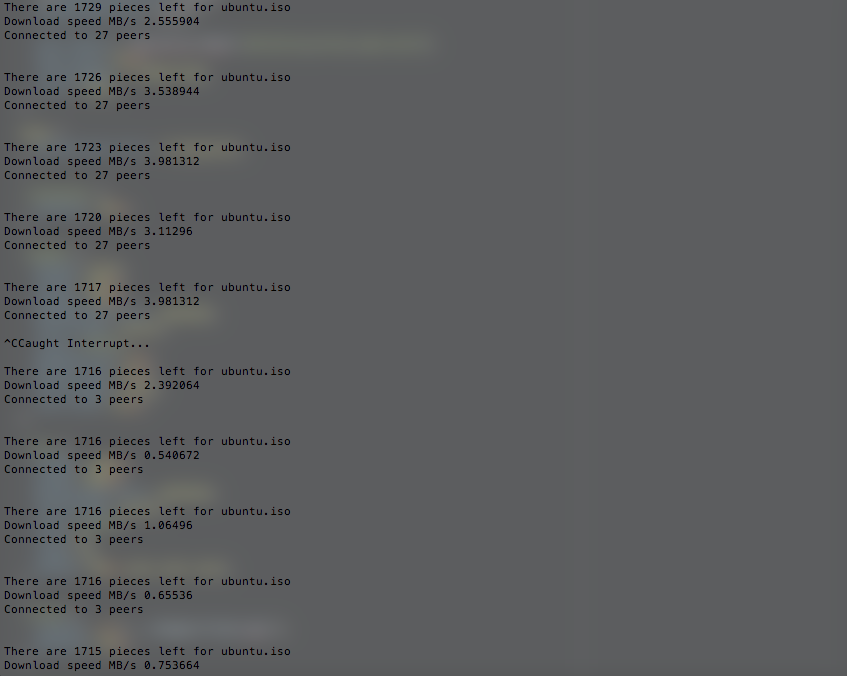 There are 1729 pieces left for ubuntu.iso
Download speed MB/s 2.555904
Connected to 27 peers
There are 1726 pieces left for ubuntu.iso
Download speed MB/s 3.538944
Connected to 27 peers
There are 1723 pieces left for ubuntu.iso
Download speed MB/s 3.981312
Connected to 27 peers
There are 1720 pieces left for ubuntu.iso
Download speed MB/s 3.11296
Connected to 27 peers
There are 1717 pieces left for ubuntu.iso
Download speed MB/s 3.981312
Connected to 27 peers
^CCaught Interrupt...
There are 1716 pieces left for ubuntu.iso
Download speed MB/s 2.392064
Connected to 3 peers
There are 1716 pieces left for ubuntu.iso
Download speed MB/s 0.540672
Connected to 3 peers
There are 1716 pieces left for ubuntu.iso
Download speed MB/s 1.06496
Connected to 3 peers
There are 1716 pieces left for ubuntu.iso
Download speed MB/s 0.65536
Connected to 3 peers
There are 1715 pieces left for ubuntu.iso
Download speed MB/s 0.753664